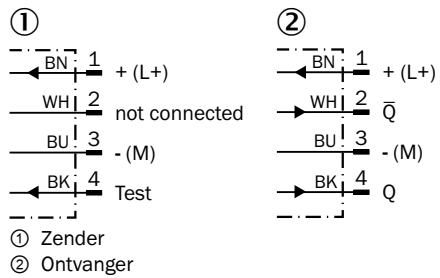 ① ②
BN 1 + (L+) BN 1 + (L+)
WH 2 not connected WH 2 Q̅
BU 3 - (M) BU 3 - (M)
BK 4 Test BK 4 Q
① Zender
② Ontvanger